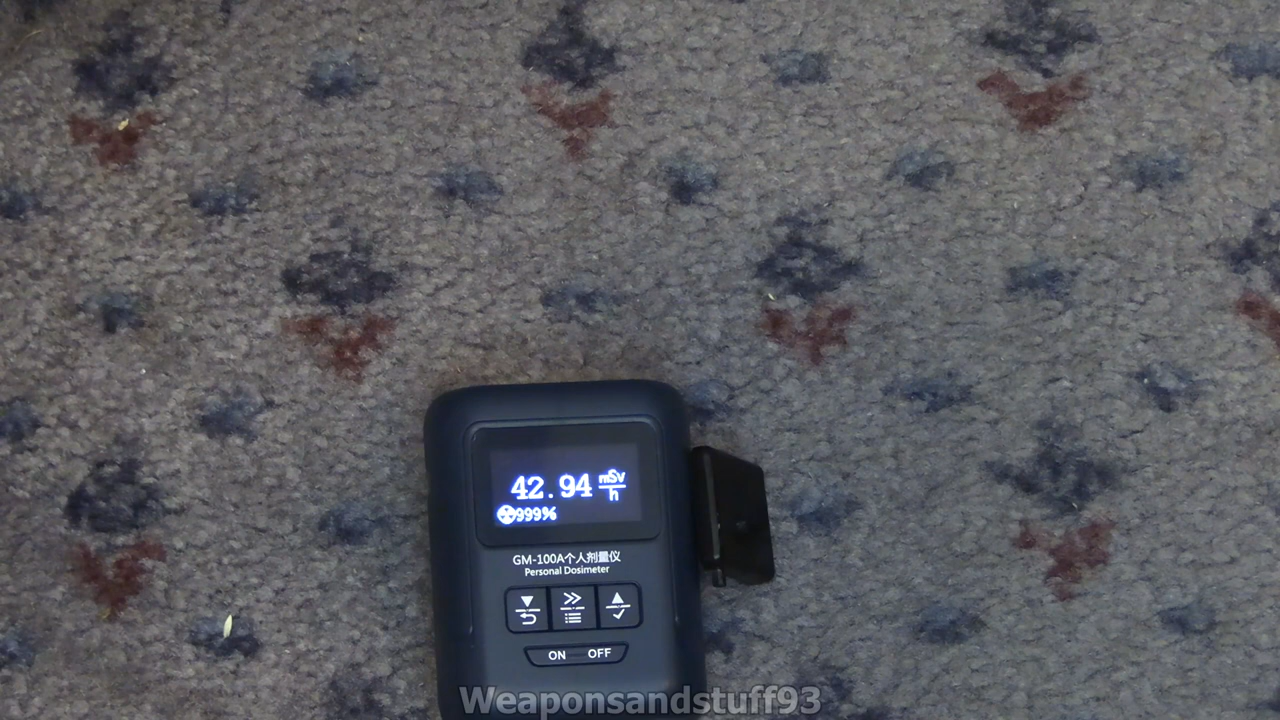 42.94 mSv/h
999%
GM-100A个人剂量仪
Personal Dosimeter
ON OFF
Weaponsandstuff93